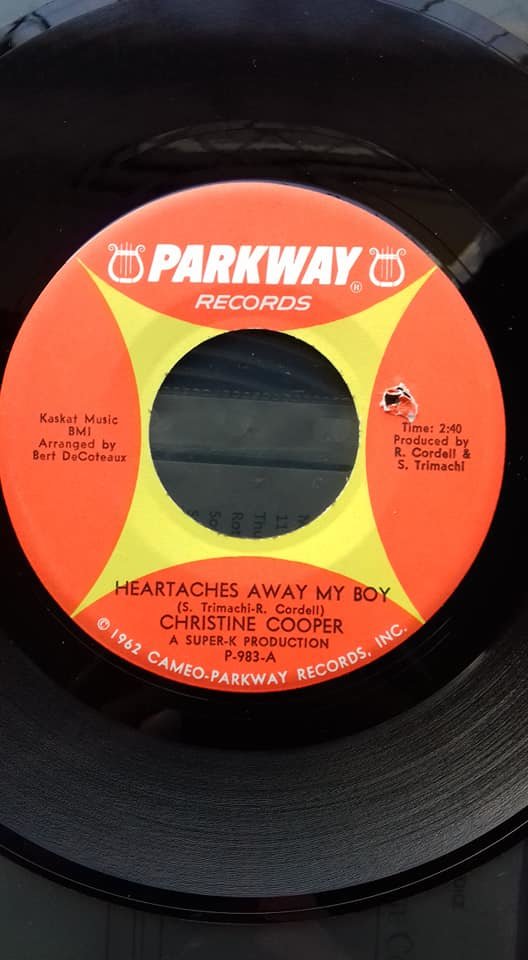 PARKWAY ®
RECORDS
Kaskat Music
BMI
Arranged by
Bert DeCoteaux
Time: 2:40
Produced by
R. Cordell &
S. Trimachi
HEARTACHES AWAY MY BOY
(S. Trimachi-R. Cordell)
CHRISTINE COOPER
A SUPER-K PRODUCTION
P-983-A
© 1962 CAMEO-PARKWAY RECORDS, INC.